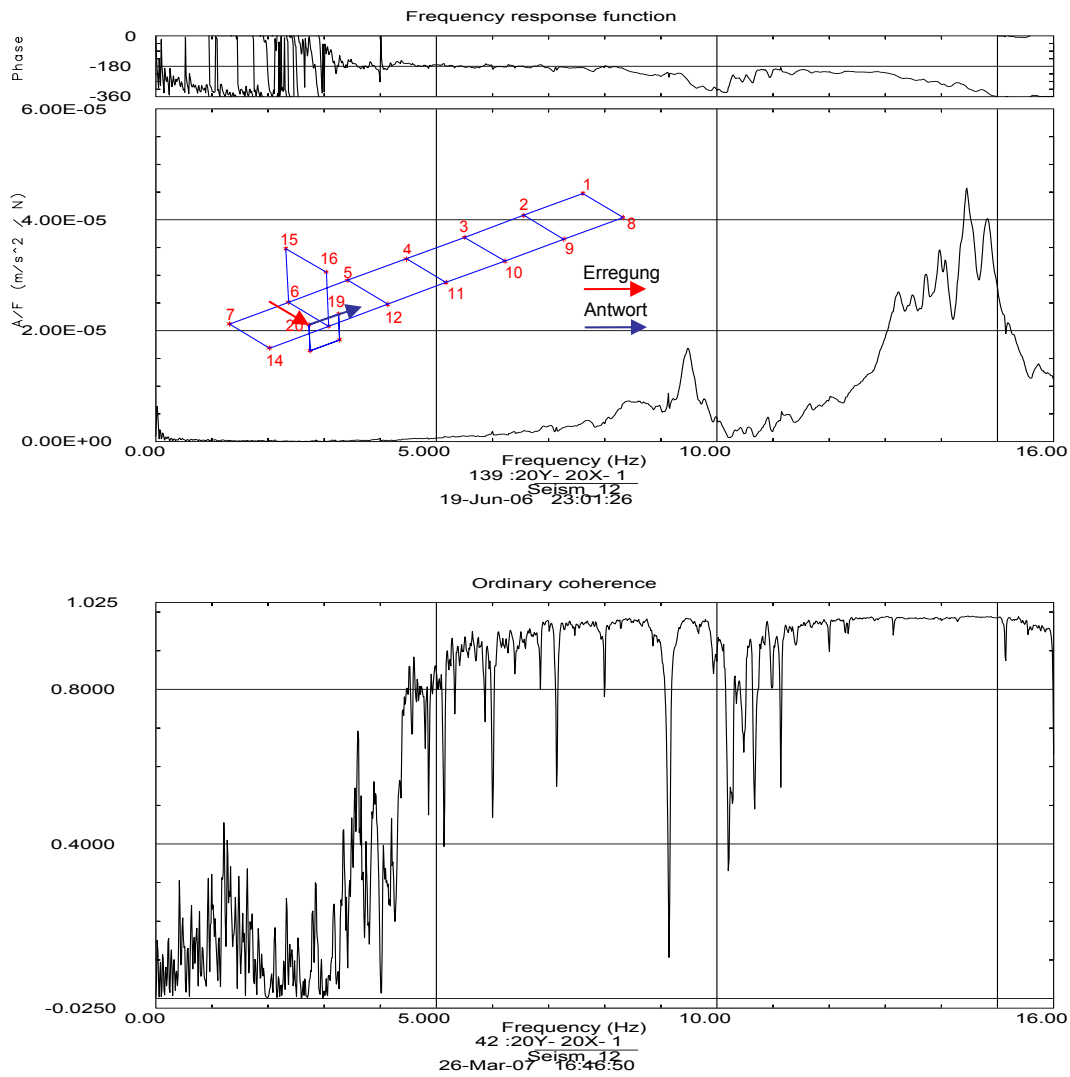 Frequency response function
Phase
0
-180
-360
6.00E-05
4.00E-05
2.00E-05
0.00E+00
A/F (m/s^2 / N)
1
2
8
3
9
15
4
10
16
5
11
6
19
12
7
20
14
Erregung
Antwort
0.00
5.000
10.00
16.00
Frequency (Hz)
139 :20Y- 20X- 1
Seism_12
19-Jun-06 23:01:26
Ordinary coherence
1.025
0.8000
0.4000
-0.0250
0.00
5.000
10.00
16.00
Frequency (Hz)
42 :20Y- 20X- 1
Seism_12
26-Mar-07 16:46:50